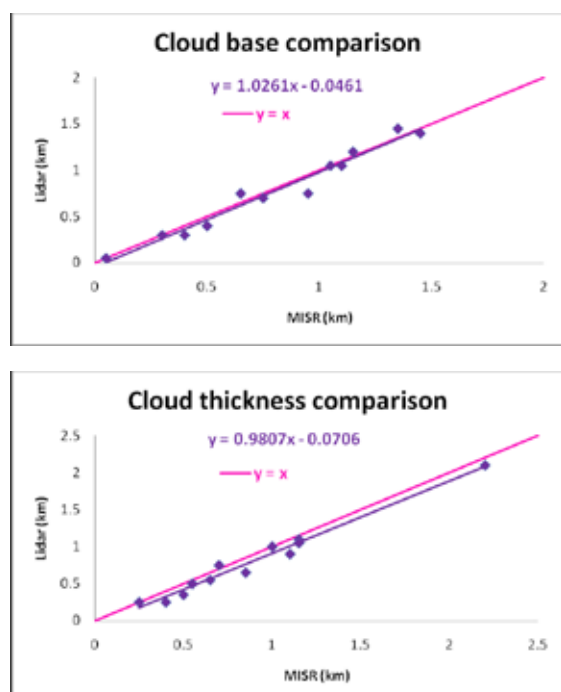 Cloud base comparison
y = 1.0261x - 0.0461
y = x
2
1.5
1
0.5
0
Lidar (km)
0 0.5 1 1.5 2
MISR (km)
Cloud thickness comparison
y = 0.9807x - 0.0706
y = x
2.5
2
1.5
1
0.5
0
Lidar (km)
0 0.5 1 1.5 2 2.5
MISR (km)